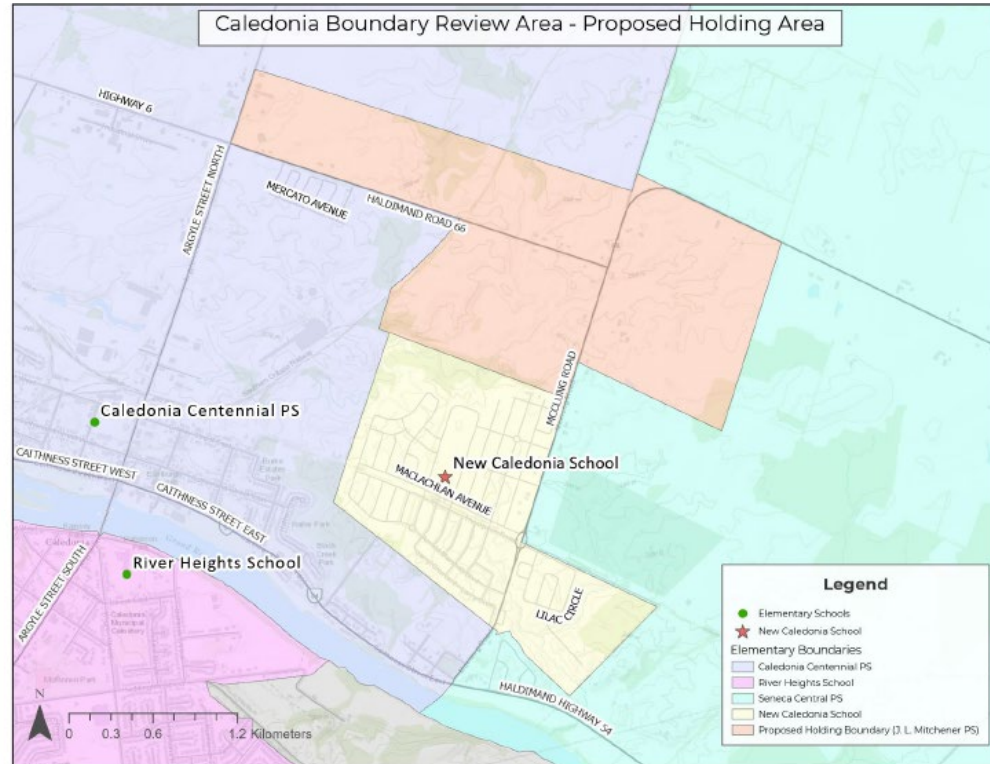 Caledonia Boundary Review Area - Proposed Holding Area
HIGHWAY 6
ARGYLE STREET NORTH
MERCATO AVENUE
HALDIMAND ROAD 66
MCCLUNG ROAD
Caledonia Centennial PS
New Caledonia School
MACLACHLAN AVENUE
CAITHNESS STREET WEST
CAITHNESS STREET EAST
River Heights School
ARGYLE STREET SOUTH
LILAC CIRCLE
HALDIMAND HIGHWAY 54
Legend
Elementary Schools
New Caledonia School
Elementary Boundaries
Caledonia Centennial PS
River Heights School
Seneca Central PS
New Caledonia School
Proposed Holding Boundary (J. L. Mitchener PS)
N
0 0.3 0.6 1.2 Kilometers